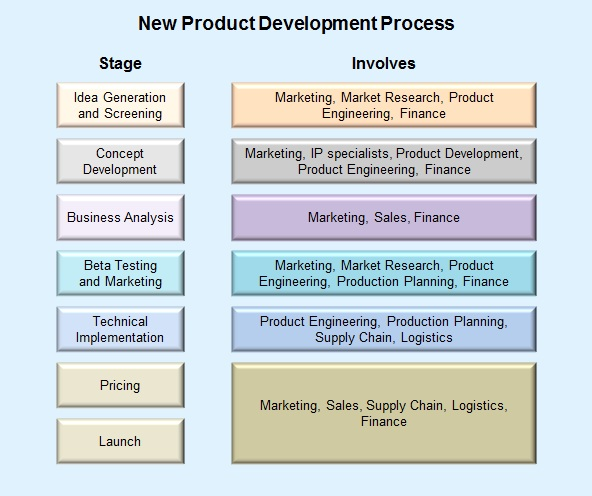 New Product Development Process
Stage
Involves
Idea Generation
and Screening
Marketing, Market Research, Product
Engineering, Finance
Concept
Development
Marketing, IP specialists, Product Development,
Product Engineering, Finance
Business Analysis
Marketing, Sales, Finance
Beta Testing
and Marketing
Marketing, Market Research, Product
Engineering, Production Planning, Finance
Technical
Implementation
Product Engineering, Production Planning,
Supply Chain, Logistics
Pricing
Launch
Marketing, Sales, Supply Chain, Logistics,
Finance